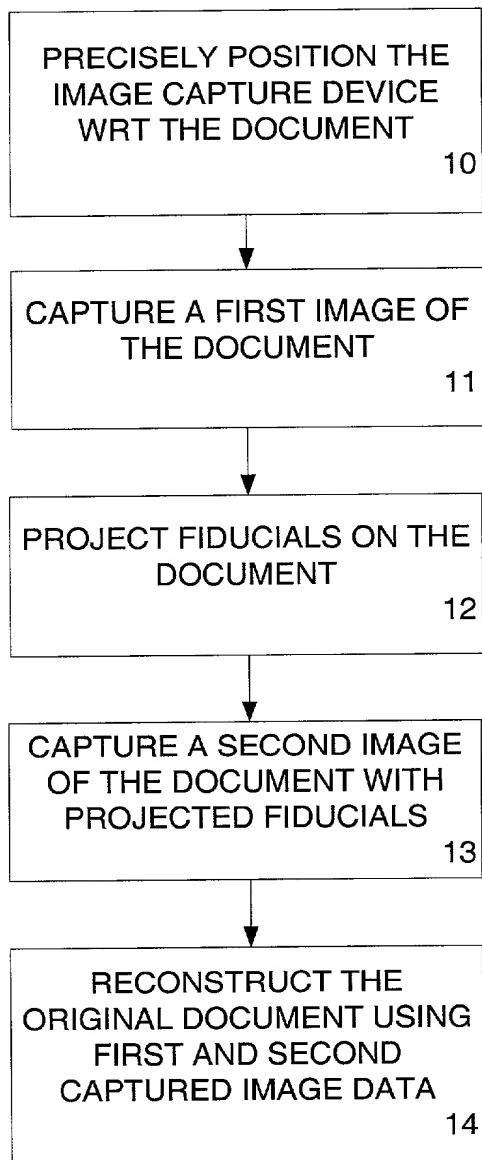 PRECISELY POSITION THE
IMAGE CAPTURE DEVICE
WRT THE DOCUMENT
10
CAPTURE A FIRST IMAGE OF
THE DOCUMENT
11
PROJECT FIDUCIALS ON THE
DOCUMENT
12
CAPTURE A SECOND IMAGE
OF THE DOCUMENT WITH
PROJECTED FIDUCIALS
13
RECONSTRUCT THE
ORIGINAL DOCUMENT USING
FIRST AND SECOND
CAPTURED IMAGE DATA
14